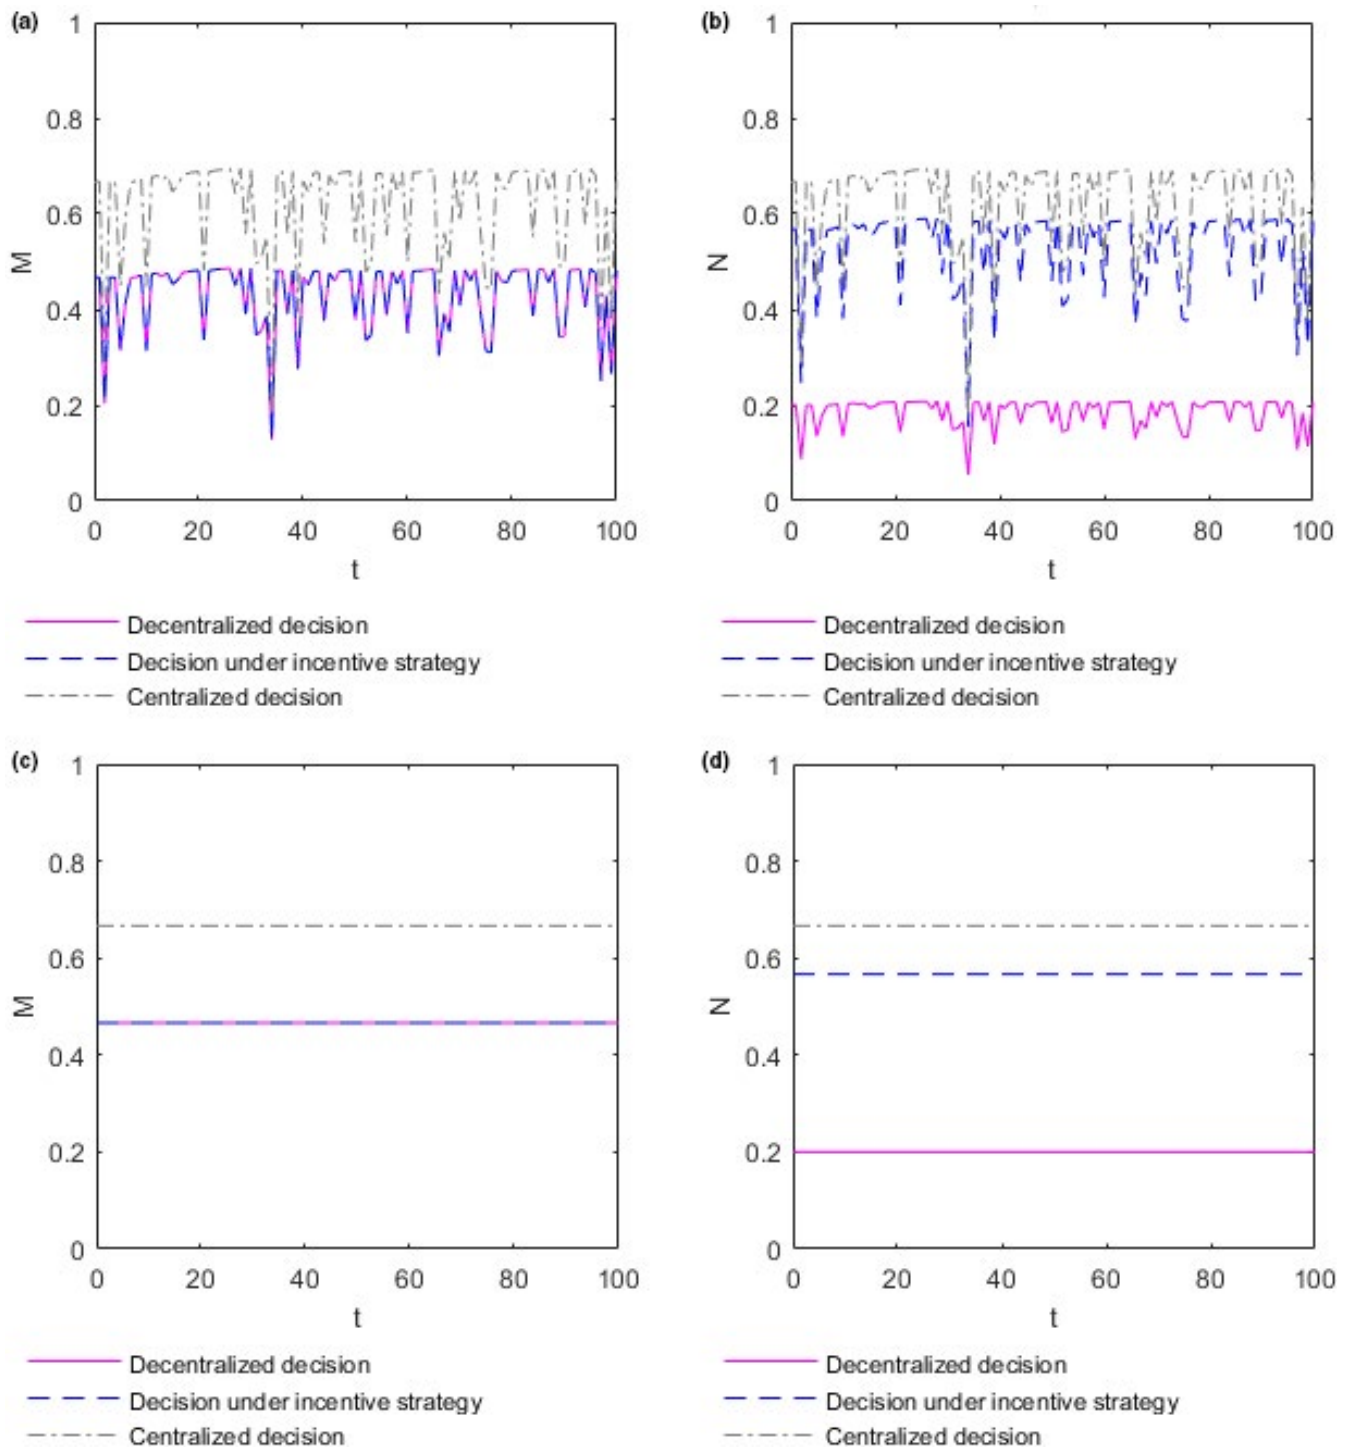 (a)
1
0.8
0.6
M
0.4
0.2
0
0 20 40 60 80 100
t
Decentralized decision
Decision under incentive strategy
Centralized decision
(b)
1
0.8
0.6
N
0.4
0.2
0
0 20 40 60 80 100
t
Decentralized decision
Decision under incentive strategy
Centralized decision
(c)
1
0.8
0.6
M
0.4
0.2
0
0 20 40 60 80 100
t
Decentralized decision
Decision under incentive strategy
Centralized decision
(d)
1
0.8
0.6
N
0.4
0.2
0
0 20 40 60 80 100
t
Decentralized decision
Decision under incentive strategy
Centralized decision